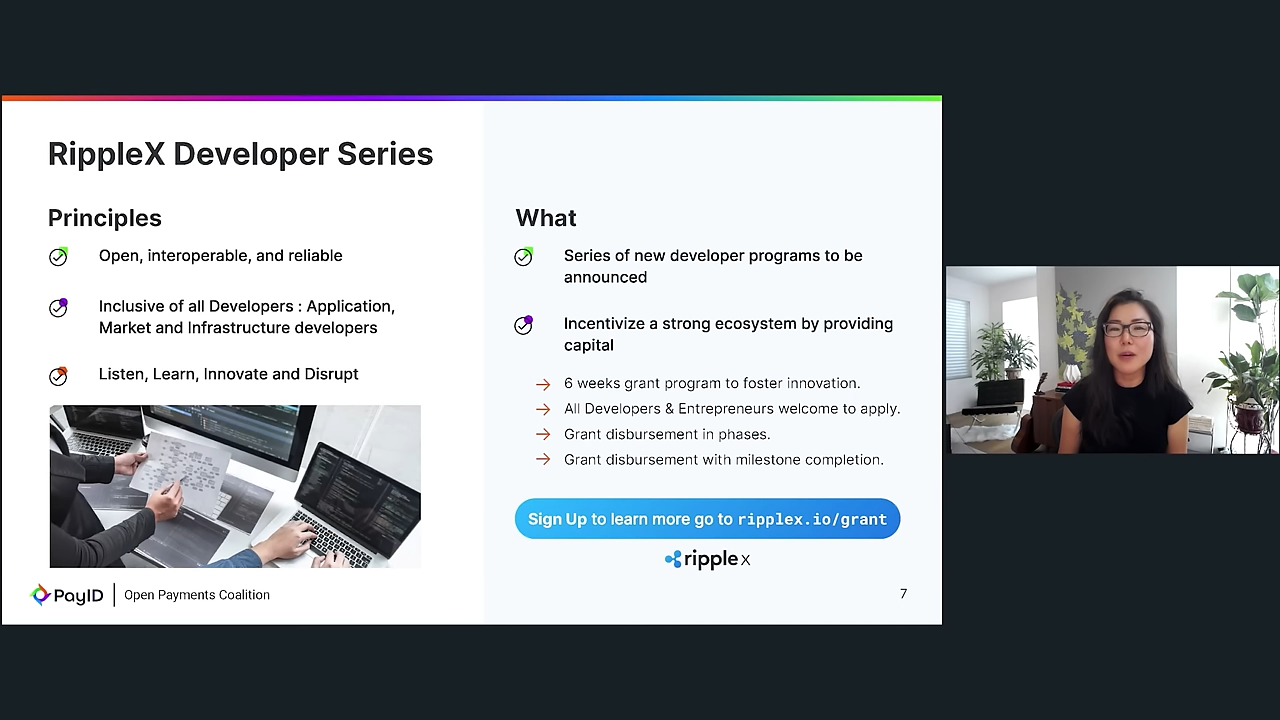 RippleX Developer Series
Principles
Open, interoperable, and reliable
Inclusive of all Developers : Application,
Market and Infrastructure developers
Listen, Learn, Innovate and Disrupt
What
Series of new developer programs to be
announced
Incentivize a strong ecosystem by providing
capital
6 weeks grant program to foster innovation.
All Developers & Entrepreneurs welcome to apply.
Grant disbursement in phases.
Grant disbursement with milestone completion.
Sign Up to learn more go to ripplex.io/grant
ripple x
PayID | Open Payments Coalition
7